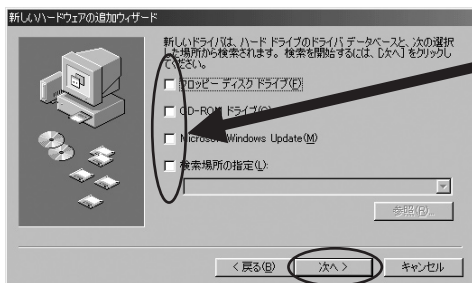 新しいハードウェアの追加ウィザード
新しいドライバは、ハード ドライブのドライバ データベースと、次の選択
した場所から検索されます。検索を開始するには、[次へ] をクリックし
てください。
フロッピー ディスク ドライブ(F)
CD-ROM ドライブ(C)
Microsoft Windows Update(M)
検索場所の指定(L):
参照(R)...
< 戻る(B)
次へ >
キャンセル